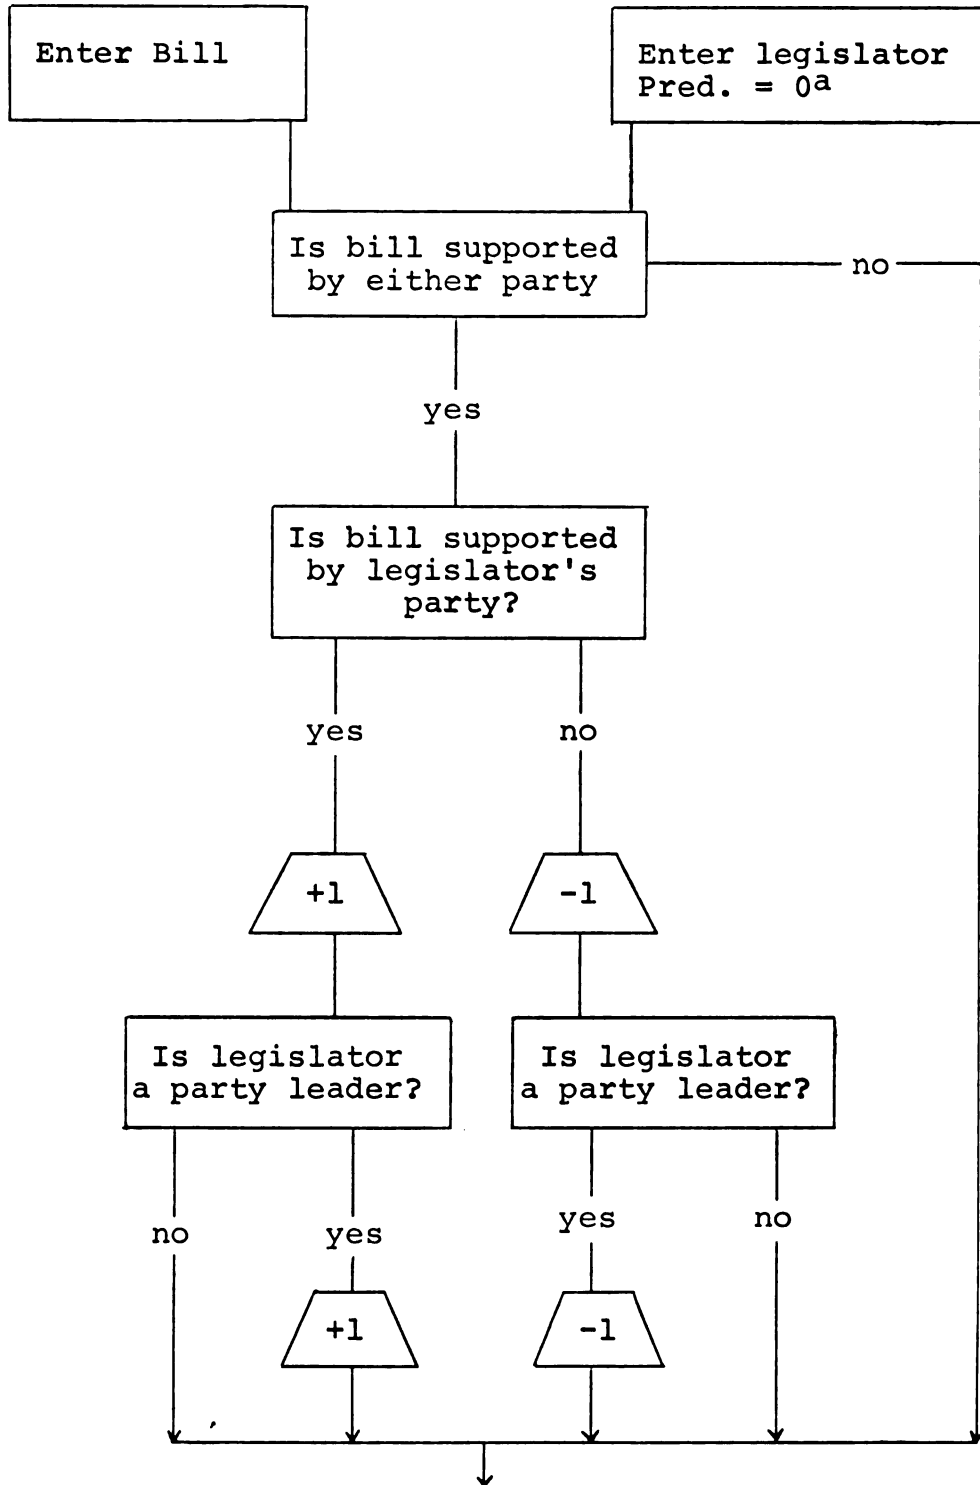 Enter Bill
Enter legislator
Pred. = 0a
Is bill supported
by either party
no
yes
Is bill supported
by legislator's
party?
yes
no
+1
-1
Is legislator
a party leader?
Is legislator
a party leader?
no
yes
yes
no
+1
-1